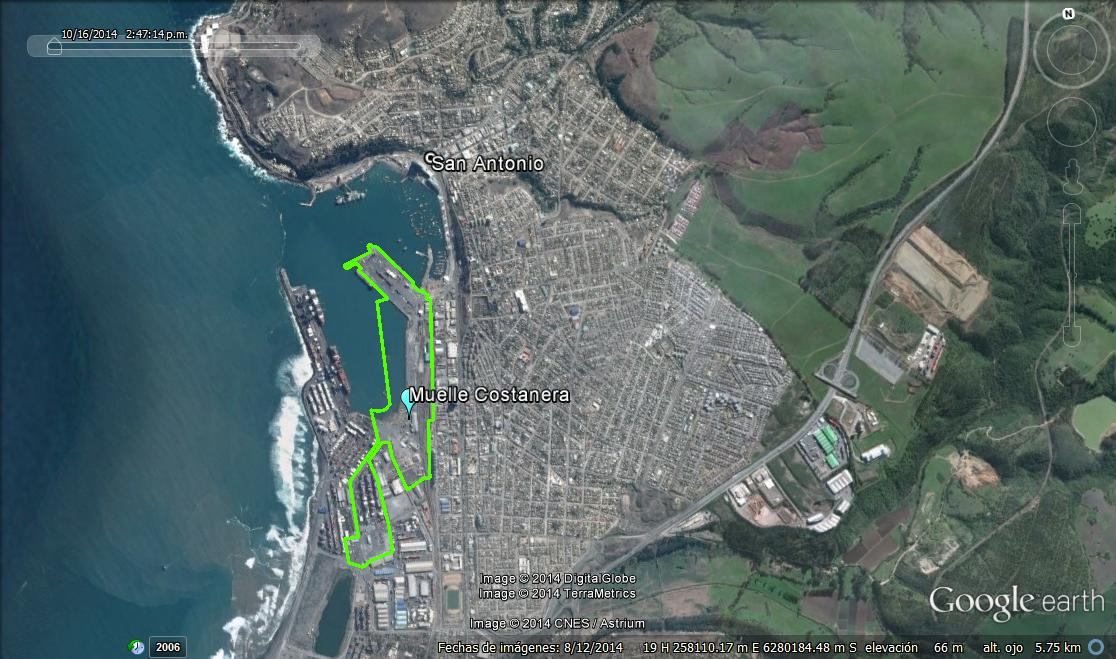 10/16/2014 2:47:14 p.m.
N
San Antonio
Muelle Costanera
Image © 2014 DigitalGlobe
Image © 2014 TerraMetrics
Image © 2014 CNES / Astrium
Google earth
2006
Fechas de imágenes: 8/12/2014 19 H 258110.17 m E 6280184.48 m S elevación 66 m alt. ojo 5.75 km